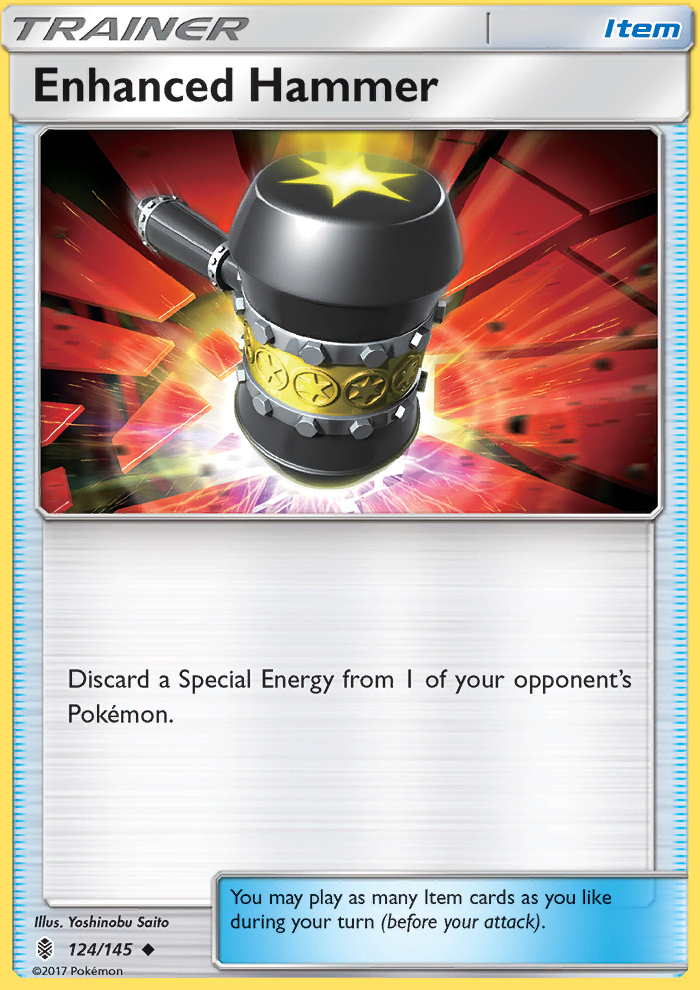 TRAINER
Item
Enhanced Hammer
Discard a Special Energy from 1 of your opponent's
Pokémon.
You may play as many Item cards as you like
during your turn (before your attack).
Illus. Yoshinobu Saito
124/145
©2017 Pokémon